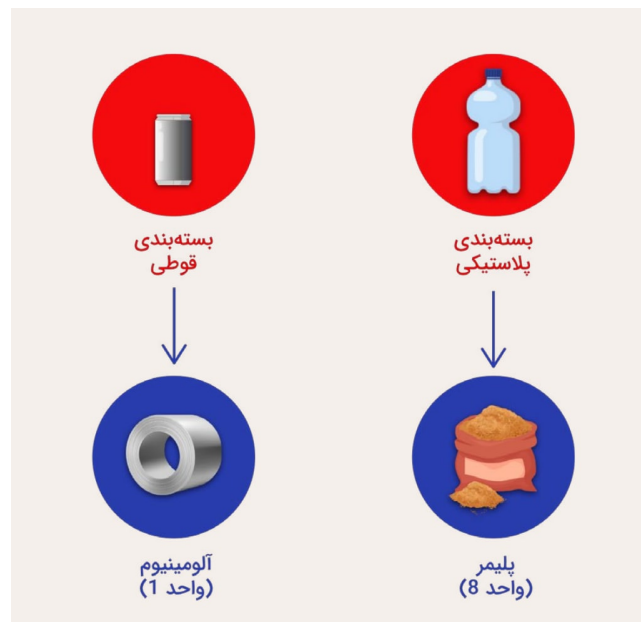 بسته‌بندی
پلاستیکی
بسته‌بندی
قوطی
پلیمر
(واحد 8)
آلومینیوم
(واحد 1)